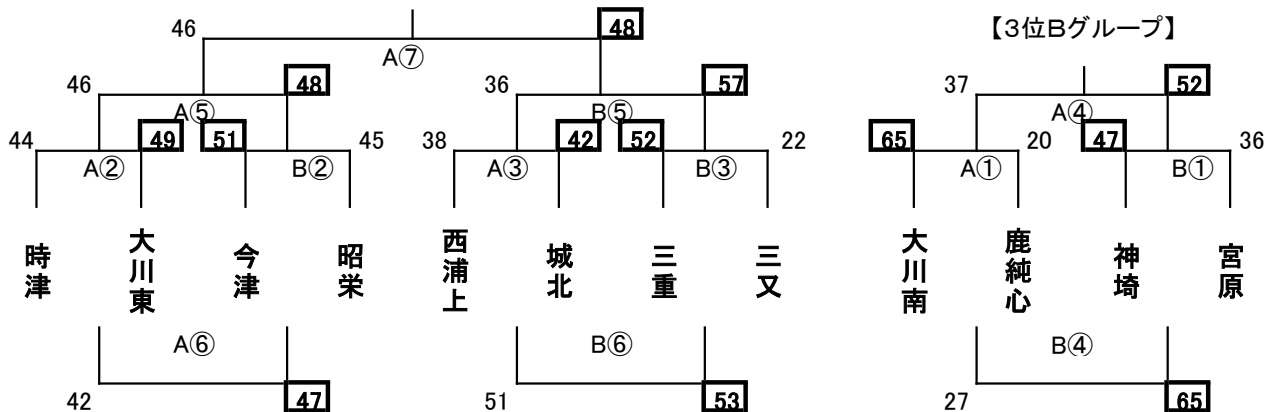 46 48 【3位Bグループ】
A⑦
46 48 36 57 37 52
A⑤ B⑤ A④
44 49 51 45 38 42 52 22 65 20 47 36
A② B② A③ B③ A① B①
時津 大川東 今津 昭栄 西浦上 城北 三重 三又 大川南 鹿純心 神埼 宮原
A⑥ B⑥ B④
42 47 51 53 27 65